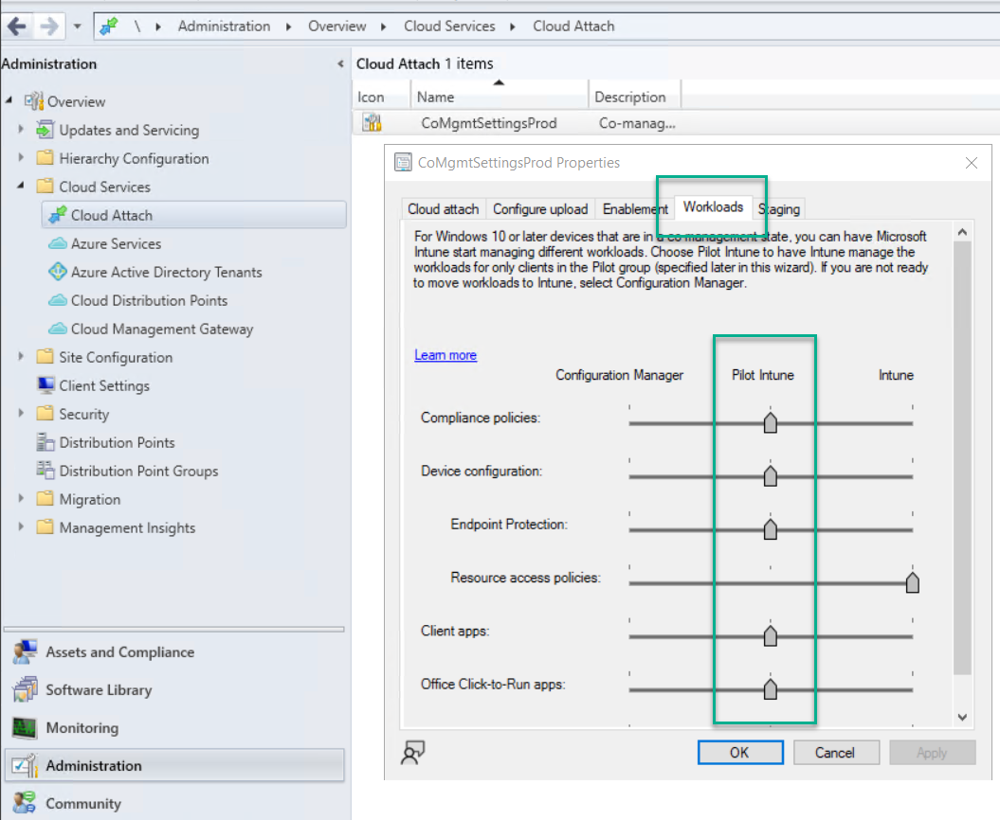 \ Administration Overview Cloud Services Cloud Attach
Administration
Overview
Updates and Servicing
Hierarchy Configuration
Cloud Services
Cloud Attach
Azure Services
Azure Active Directory Tenants
Cloud Distribution Points
Cloud Management Gateway
Site Configuration
Client Settings
Security
Distribution Points
Distribution Point Groups
Migration
Management Insights
Assets and Compliance
Software Library
Monitoring
Administration
Community
Cloud Attach 1 items
Icon Name Description
CoMgmtSettingsProd Co-manag...
CoMgmtSettingsProd Properties
Cloud attach Configure upload Enablement Workloads Staging
For Windows 10 or later devices that are in a co-management state, you can have Microsoft
Intune start managing different workloads. Choose Pilot Intune to have Intune manage the
workloads for only clients in the Pilot group (specified later in this wizard). If you are not ready
to move workloads to Intune, select Configuration Manager.
Learn more
Configuration Manager Pilot Intune Intune
Compliance policies:
Device configuration:
Endpoint Protection:
Resource access policies:
Client apps:
Office Click-to-Run apps:
OK Cancel Apply